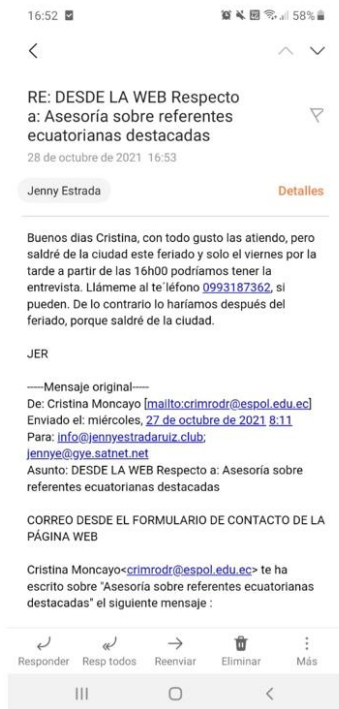 16:52
58%
RE: DESDE LA WEB Respecto
a: Asesoría sobre referentes
ecuatorianas destacadas
28 de octubre de 2021 16:53
Jenny Estrada
Detalles
Buenos dias Cristina, con todo gusto las atiendo, pero
saldré de la ciudad este feriado y solo el viernes por la
tarde a partir de las 16h00 podríamos tener la
entrevista. Llámeme al te´léfono 0993187362, si
pueden. De lo contrario lo haríamos después del
feriado, porque saldré de la ciudad.
JER
-----Mensaje original-----
De: Cristina Moncayo [mailto:crimrodr@espol.edu.ec]
Enviado el: miércoles, 27 de octubre de 2021 8:11
Para: info@jennyestradaruiz.club;
jennye@gye.satnet.net
Asunto: DESDE LA WEB Respecto a: Asesoría sobre
referentes ecuatorianas destacadas
CORREO DESDE EL FORMULARIO DE CONTACTO DE LA
PÁGINA WEB
Cristina Moncayo<crimrodr@espol.edu.ec> te ha
escrito sobre "Asesoría sobre referentes ecuatorianas
destacadas" el siguiente mensaje :
Responder Resp todos Reenviar Eliminar Más